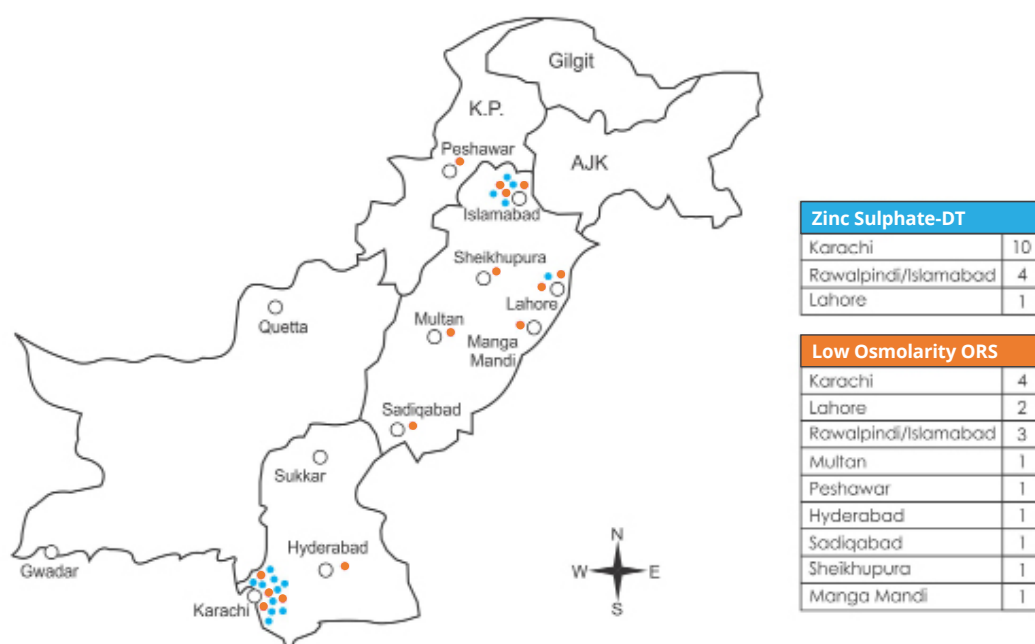 Gilgit
K.P.
AJK
Peshawar
Islamabad
Sheikhupura
Lahore
Quetta
Multan
Manga
Mandi
Sadiqabad
Sukkar
Hyderabad
Gwadar
Karachi
N
W E
S
Zinc Sulphate-DT
Karachi 10
Rawalpindi/Islamabad 4
Lahore 1
Low Osmolarity ORS
Karachi 4
Lahore 2
Rawalpindi/Islamabad 3
Multan 1
Peshawar 1
Hyderabad 1
Sadiqabad 1
Sheikhupura 1
Manga Mandi 1